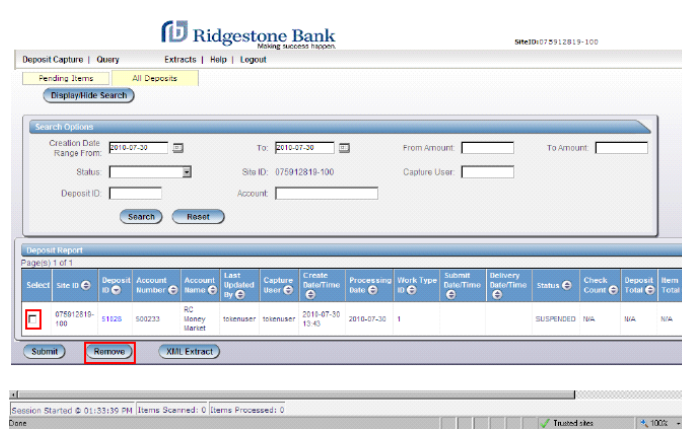 Ridgestone Bank
Making success happen.
SiteID:075912819-100
Deposit Capture | Query Extracts | Help | Logout
Pending Items All Deposits
Display/Hide Search
Search Options
Creation Date Range From: 2010-07-30 To: 2010-07-30 From Amount: To Amount:
Status: Site ID: 075912819-100 Capture User:
Deposit ID: Account:
Search Reset
Deposit Report
Page(s) 1 of 1
Select Site ID Deposit ID Account Number Account Name Last Updated By Capture User Create Date/Time Processing Date Work Type ID Submit Date/Time Delivery Date/Time Status Check Count Deposit Total Item Total
075912819-100 500233 RC Money Market tokenuser tokenuser 2010-07-30 13:43 2010-07-30 1 SUSPENDED N/A N/A N/A
Submit Remove XML Extract
Session Started @ 01:33:39 PM Items Scanned: 0 Items Processed: 0
Done Trusted sites 100%